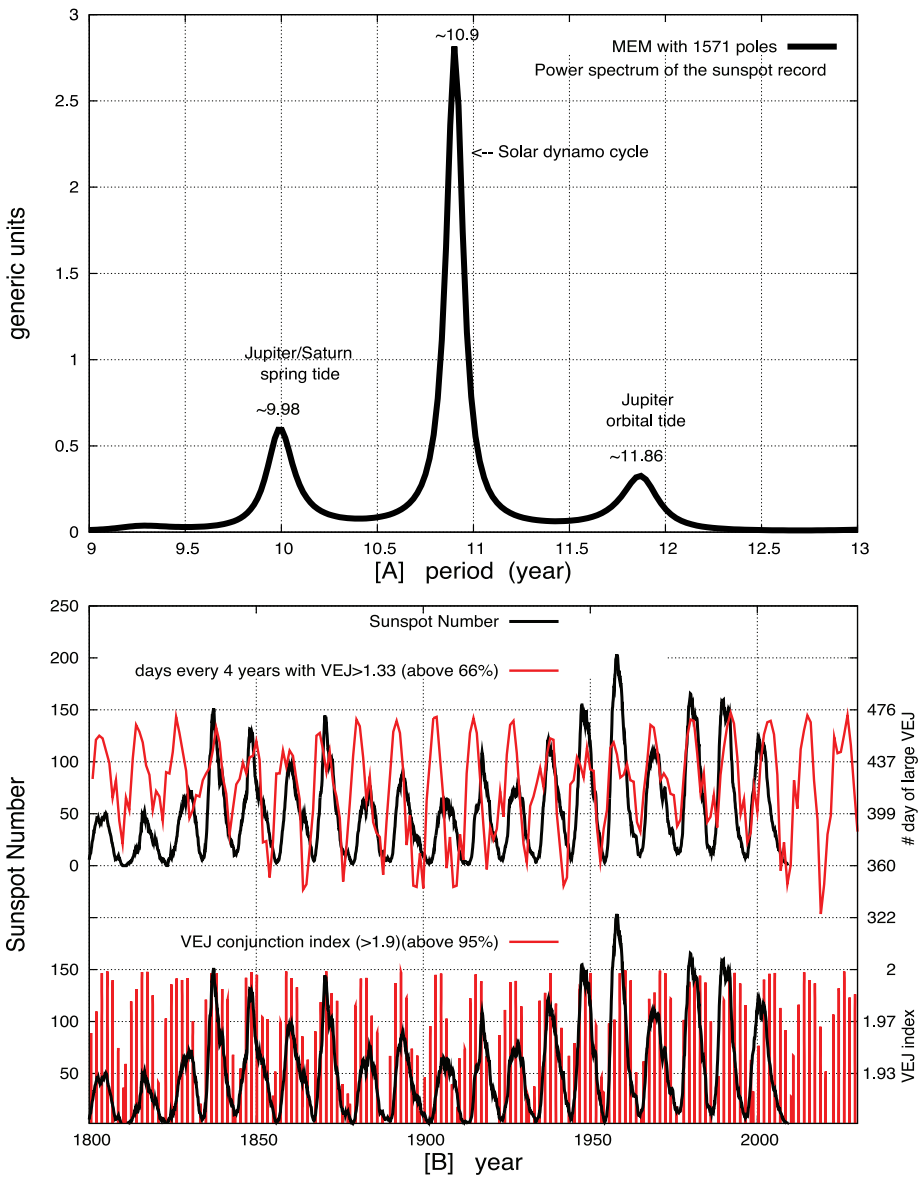 3
2.5
2
1.5
1
0.5
0
generic units
~10.9
MEM with 1571 poles
Power spectrum of the sunspot record
<-- Solar dynamo cycle
Jupiter/Saturn
spring tide
~9.98
Jupiter
orbital tide
~11.86
9 9.5 10 10.5 11 11.5 12 12.5 13
[A] period (year)
250
200
150
100
50
0
150
100
50
Sunspot Number
Sunspot Number
days every 4 years with VEJ>1.33 (above 66%)
476
437
399
360
322
# day of large VEJ
VEJ conjunction index (>1.9)(above 95%)
2
1.97
1.93
VEJ index
1800 1850 1900 1950 2000
[B] year